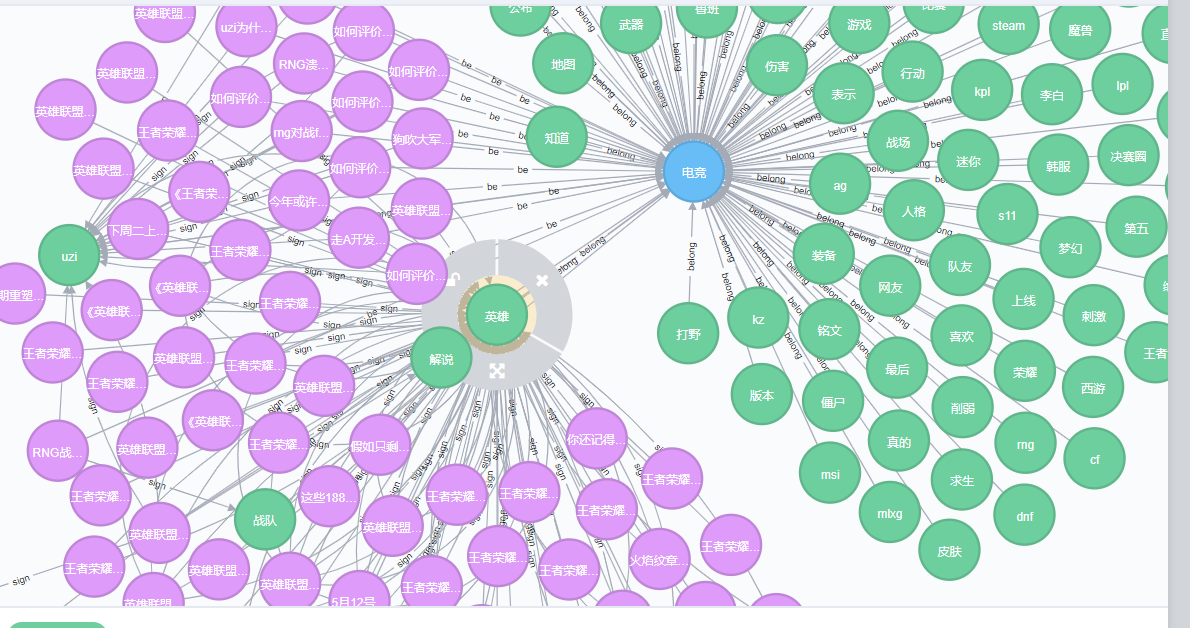 英雄联盟…
uzi为什…
如何评价…
公布
武器
鲁班
游戏
steam
魔兽
RNG澳…
如何评价…
地图
伤害
行动
英雄联盟…
如何评价…
如何评价…
表示
kpl
李白
lpl
英雄联盟…
王者荣耀…
mg对战f…
狗吹大军…
知道
战场
迷你
韩服
决赛圈
英雄联盟…
《王者荣…
今年或许…
如何评价…
电竞
ag
人格
s11
第五
下周二上…
英雄联盟…
走A开发…
王者荣耀…
梦幻
uzi
如何评价…
装备
队友
网友
上线
期重塑…
《英雄联…
王者荣耀…
《英雄联…
英雄
打野
kz
铭文
喜欢
刺激
王者荣耀…
英雄联盟…
王者荣耀…
解说
最后
荣耀
西游
王者
王者荣耀…
英雄联盟…
版本
僵尸
削弱
《英雄联…
王者荣耀…
假如只剩…
你还记得…
真的
rng
cf
RNG战…
英雄联盟…
王者荣耀…
msi
求生
王者荣耀…
这些188…
王者荣耀…
王者荣耀…
王者荣耀…
mlxg
dnf
英雄联盟…
战队
英雄联盟…
皮肤
王者荣耀…
英雄联盟…
英雄联盟…
王者荣耀…
王者荣耀…
火焰纹章…
王者荣耀…
英雄联盟…
5月12号
王者荣耀…
be
belong
sign